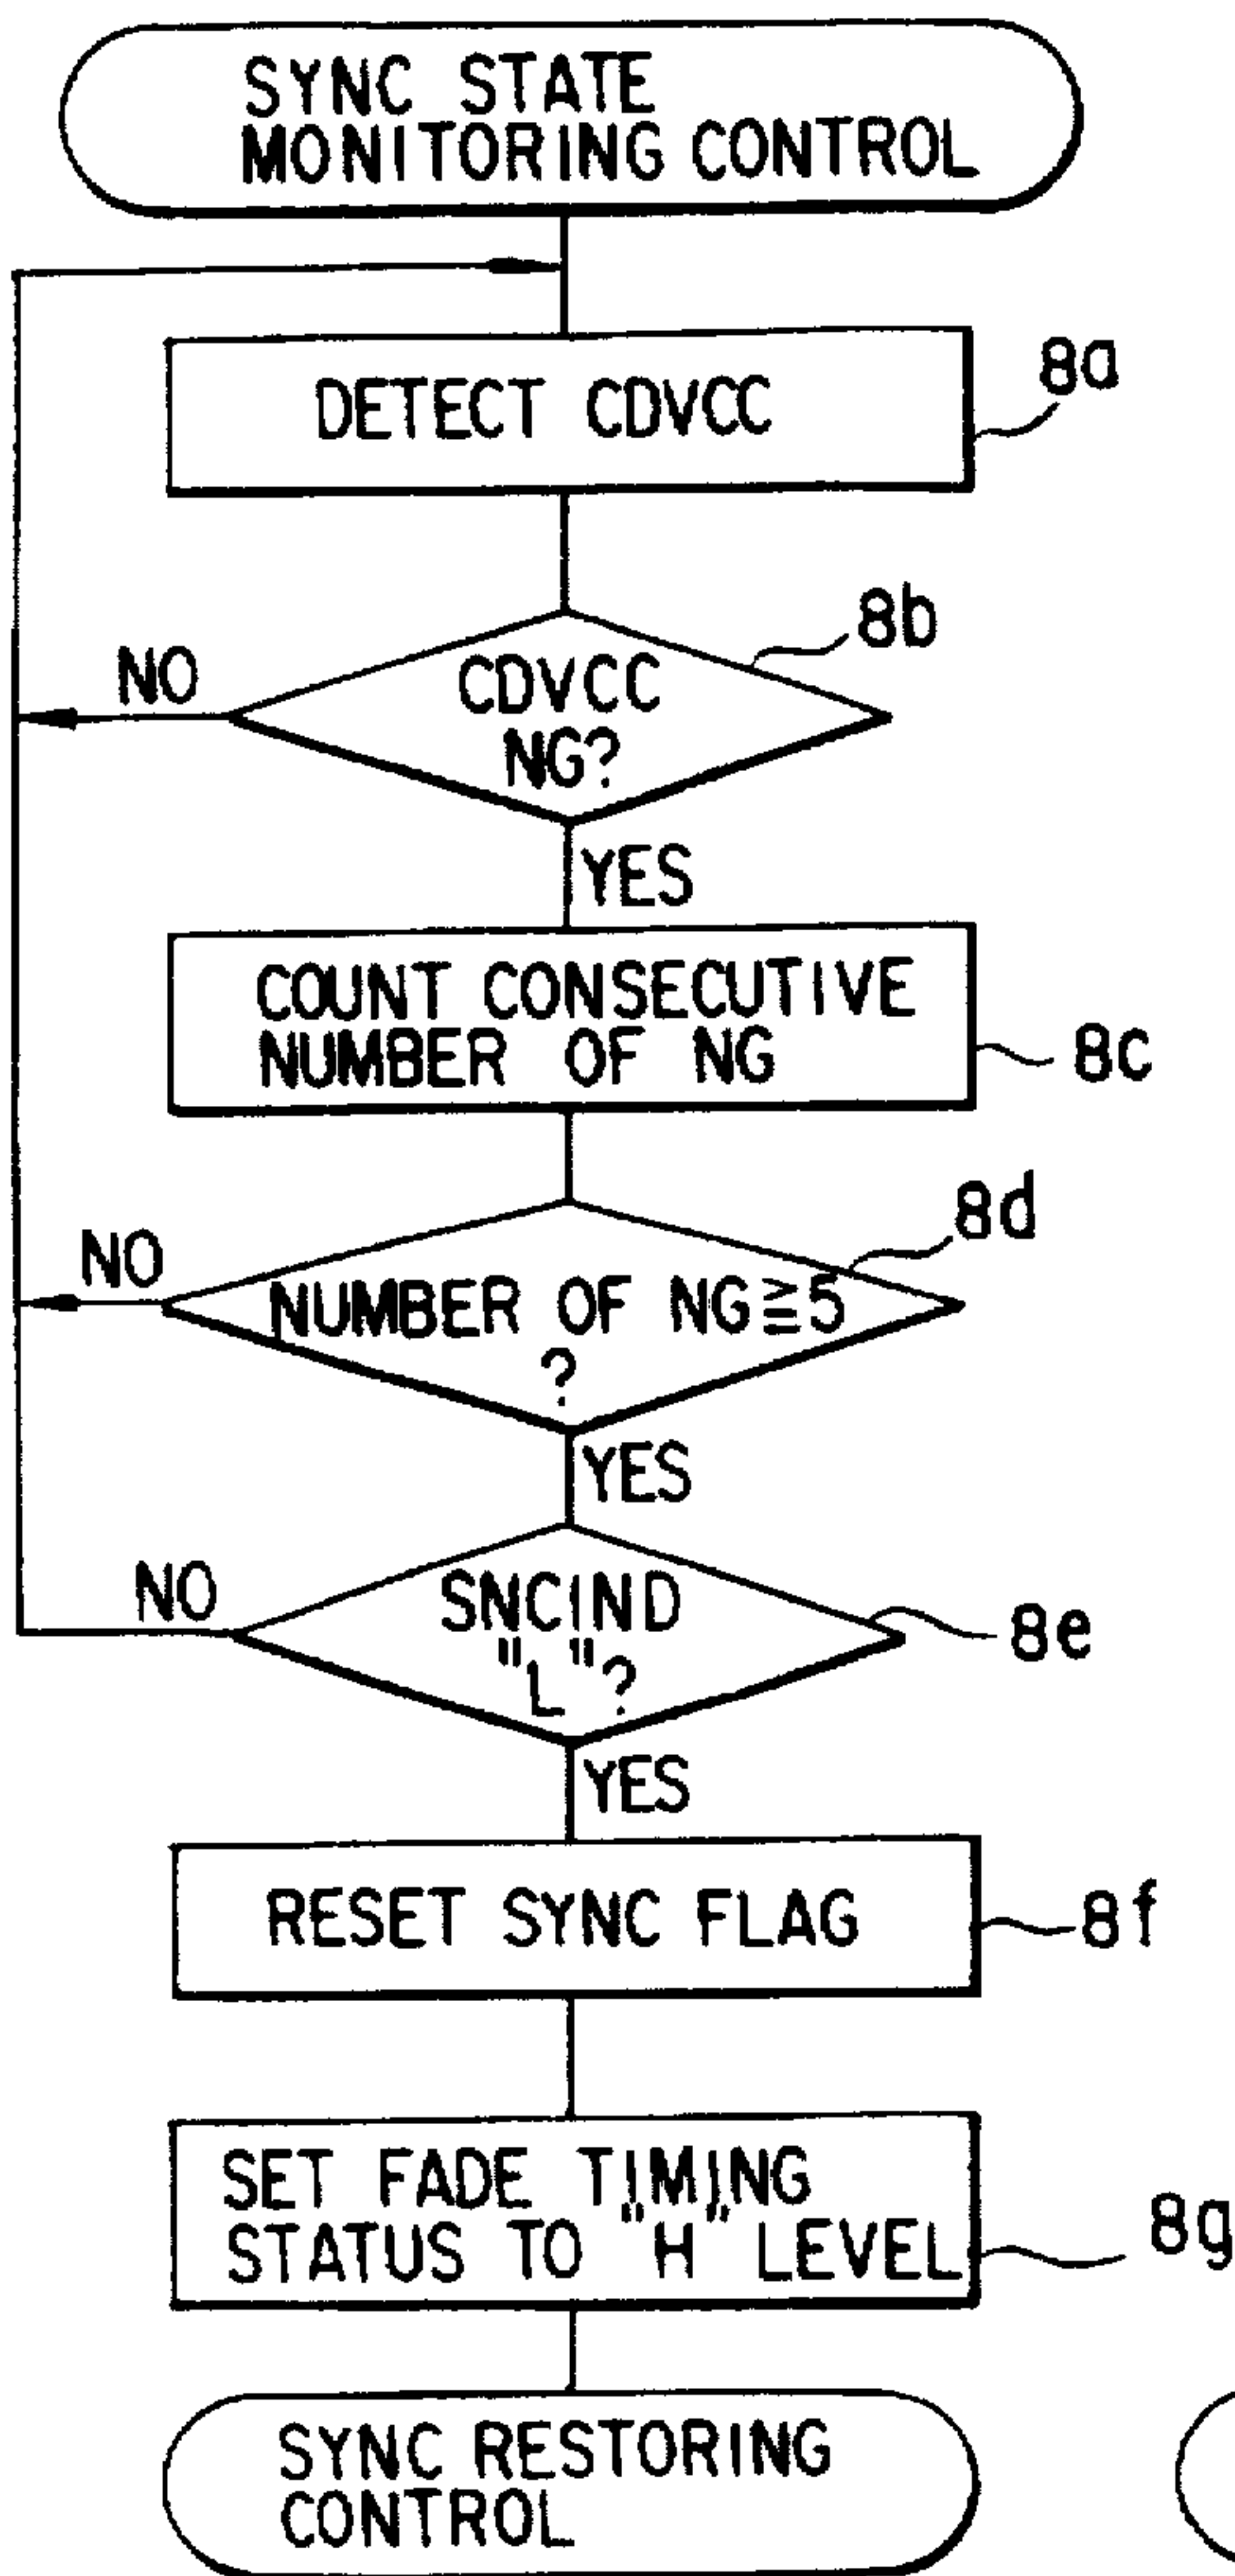 SYNC STATE
MONITORING CONTROL
DETECT CDVCC
8a
8b
NO
CDVCC
NG?
YES
COUNT CONSECUTIVE
NUMBER OF NG
8c
8d
NO
NUMBER OF NG≧5
?
YES
NO
SNCIND
"L"?
8e
YES
RESET SYNC FLAG
8f
SET FADE TIMING
STATUS TO "H" LEVEL
8g
SYNC RESTORING
CONTROL